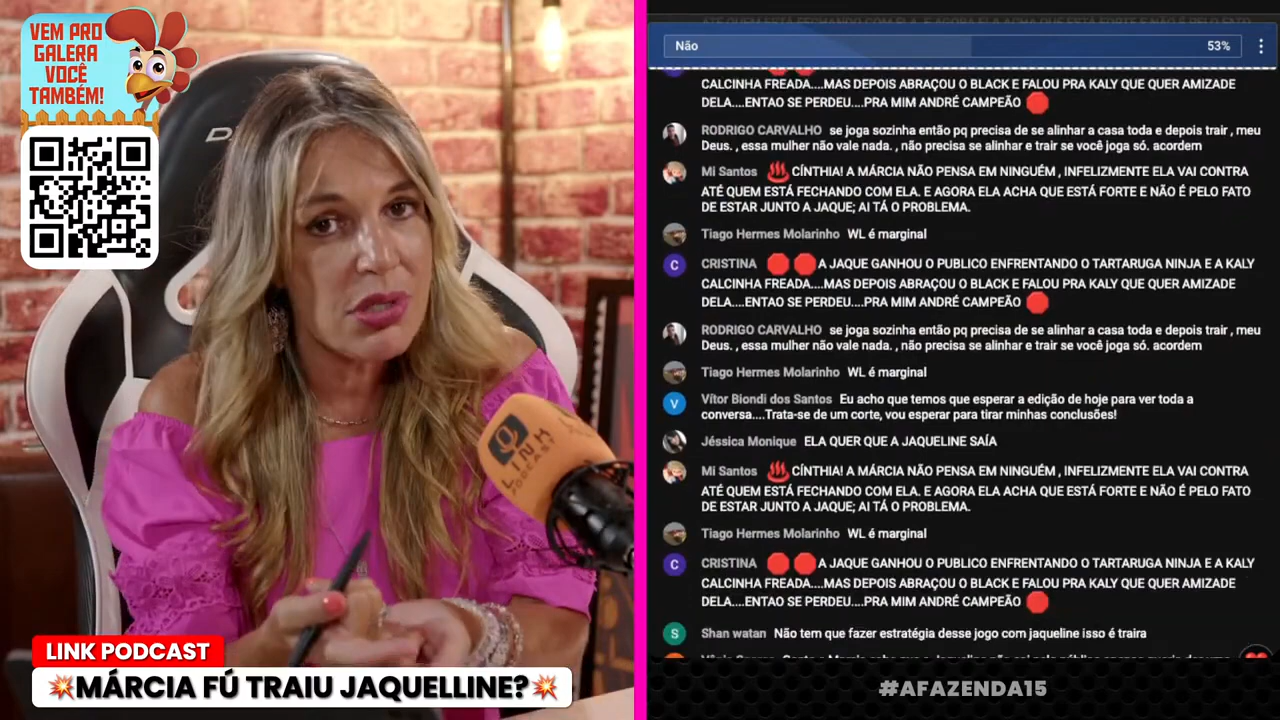 VEM PRO
GALERA
VOCÊ
TAMBÉM!
LINK
PODCAST
LINK PODCAST
💥MÁRCIA FÚ TRAIU JAQUELLINE?💥
Não 53%
CALCINHA FREADA....MAS DEPOIS ABRAÇOU O BLACK E FALOU PRA KALY QUE QUER AMIZADE
DELA....ENTAO SE PERDEU....PRA MIM ANDRÉ CAMPEÃO 🛑
RODRIGO CARVALHO se joga sozinha então pq precisa de se alinhar a casa toda e depois trair , meu
Deus. , essa mulher não vale nada. , não precisa se alinhar e trair se você joga só. acordem
Mi Santos ♨️CÍNTHIA! A MÁRCIA NÃO PENSA EM NINGUÉM , INFELIZMENTE ELA VAI CONTRA
ATÉ QUEM ESTÁ FECHANDO COM ELA. E AGORA ELA ACHA QUE ESTÁ FORTE E NÃO É PELO FATO
DE ESTAR JUNTO A JAQUE; AI TÁ O PROBLEMA.
Tiago Hermes Molarinho WL é marginal
C CRISTINA 🛑 🛑 A JAQUE GANHOU O PUBLICO ENFRENTANDO O TARTARUGA NINJA E A KALY
CALCINHA FREADA....MAS DEPOIS ABRAÇOU O BLACK E FALOU PRA KALY QUE QUER AMIZADE
DELA....ENTAO SE PERDEU....PRA MIM ANDRÉ CAMPEÃO 🛑
RODRIGO CARVALHO se joga sozinha então pq precisa de se alinhar a casa toda e depois trair , meu
Deus. , essa mulher não vale nada. , não precisa se alinhar e trair se você joga só. acordem
Tiago Hermes Molarinho WL é marginal
V Vítor Biondi dos Santos Eu acho que temos que esperar a edição de hoje para ver toda a
conversa....Trata-se de um corte, vou esperar para tirar minhas conclusões!
Jéssica Monique ELA QUER QUE A JAQUELINE SAÍA
Mi Santos ♨️CÍNTHIA! A MÁRCIA NÃO PENSA EM NINGUÉM , INFELIZMENTE ELA VAI CONTRA
ATÉ QUEM ESTÁ FECHANDO COM ELA. E AGORA ELA ACHA QUE ESTÁ FORTE E NÃO É PELO FATO
DE ESTAR JUNTO A JAQUE; AI TÁ O PROBLEMA.
Tiago Hermes Molarinho WL é marginal
C CRISTINA 🛑 🛑 A JAQUE GANHOU O PUBLICO ENFRENTANDO O TARTARUGA NINJA E A KALY
CALCINHA FREADA....MAS DEPOIS ABRAÇOU O BLACK E FALOU PRA KALY QUE QUER AMIZADE
DELA....ENTAO SE PERDEU....PRA MIM ANDRÉ CAMPEÃO 🛑
S Shan watan Não tem que fazer estratégia desse jogo com jaqueline isso é traira
#AFAZENDA15